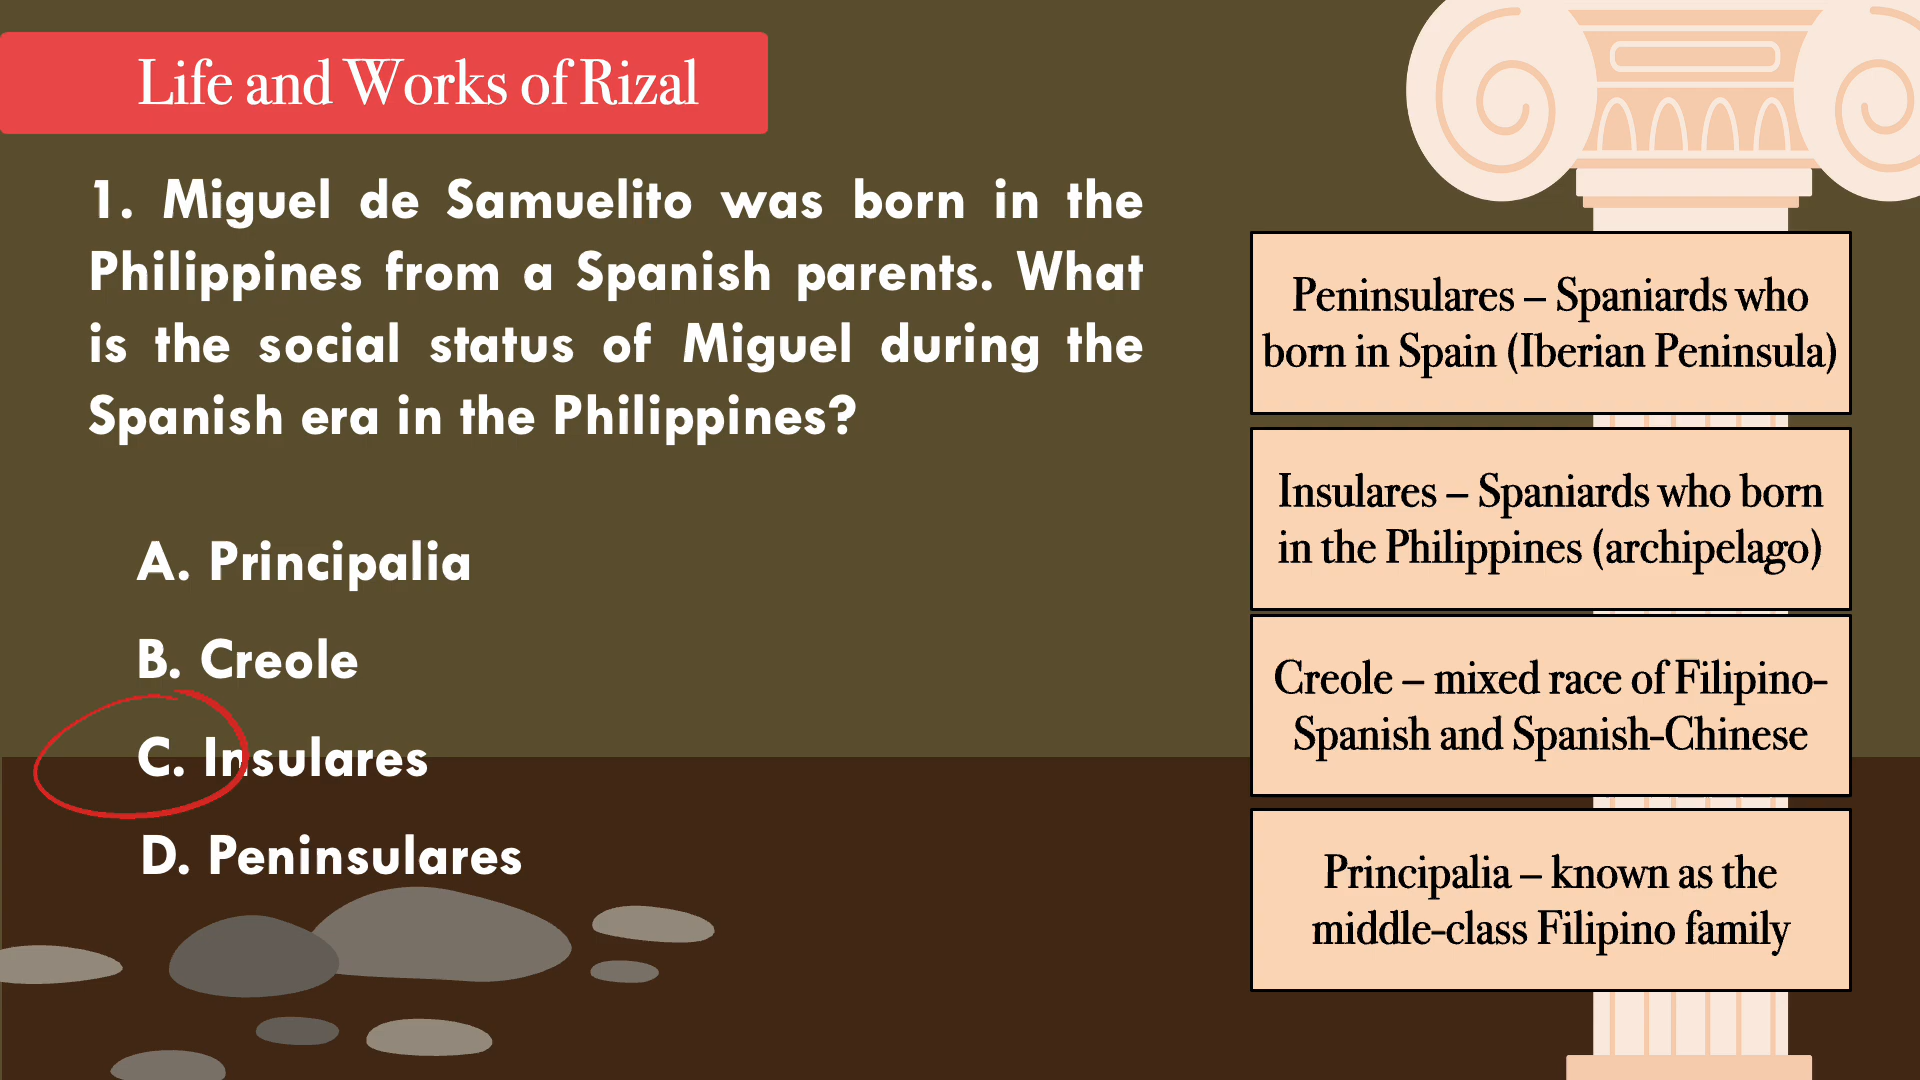 Life and Works of Rizal
1. Miguel de Samuelito was born in the
Philippines from a Spanish parents. What
is the social status of Miguel during the
Spanish era in the Philippines?
A. Principalia
B. Creole
C. Insulares
D. Peninsulares
Peninsulares – Spaniards who
born in Spain (Iberian Peninsula)
Insulares – Spaniards who born
in the Philippines (archipelago)
Creole – mixed race of Filipino-
Spanish and Spanish-Chinese
Principalia – known as the
middle-class Filipino family